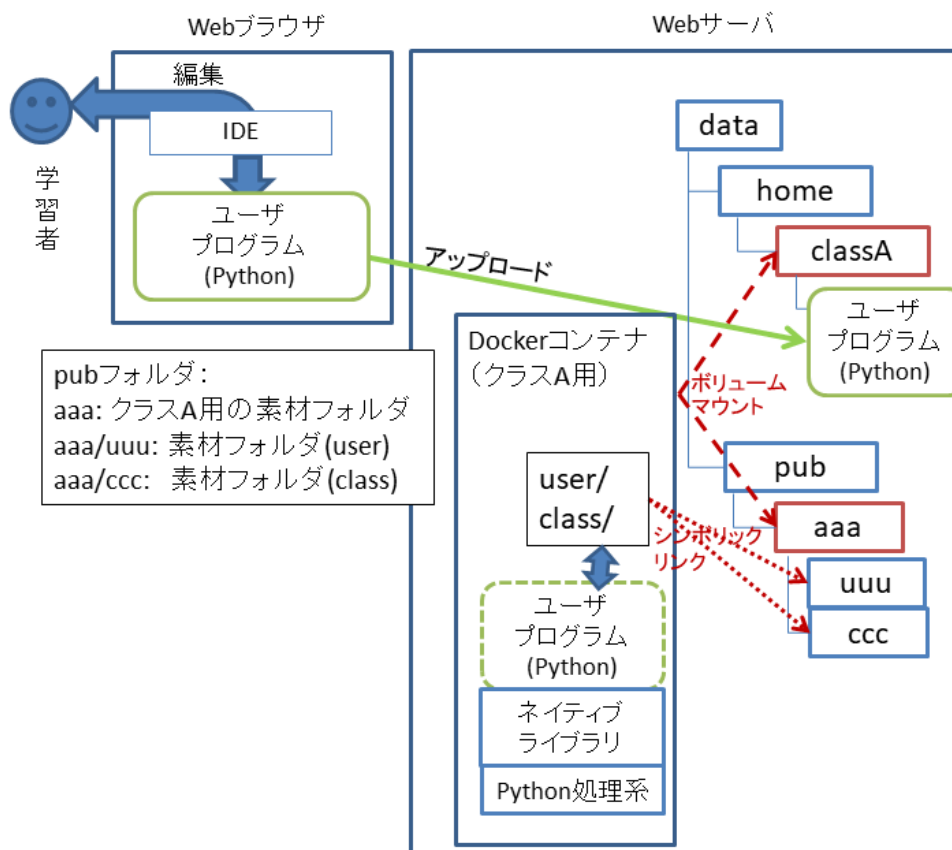 Webブラウザ
編集
IDE
学習者
ユーザ
プログラム
(Python)
アップロード
Webサーバ
data
home
classA
ユーザ
プログラム
(Python)
pub
aaa
uuu
ccc
ボリューム
マウント
シンボリック
リンク
Dockerコンテナ
（クラスA用）
user/
class/
ユーザ
プログラム
(Python)
ネイティブ
ライブラリ
Python処理系
pubフォルダ：
aaa: クラスA用の素材フォルダ
aaa/uuu: 素材フォルダ(user)
aaa/ccc: 素材フォルダ(class)